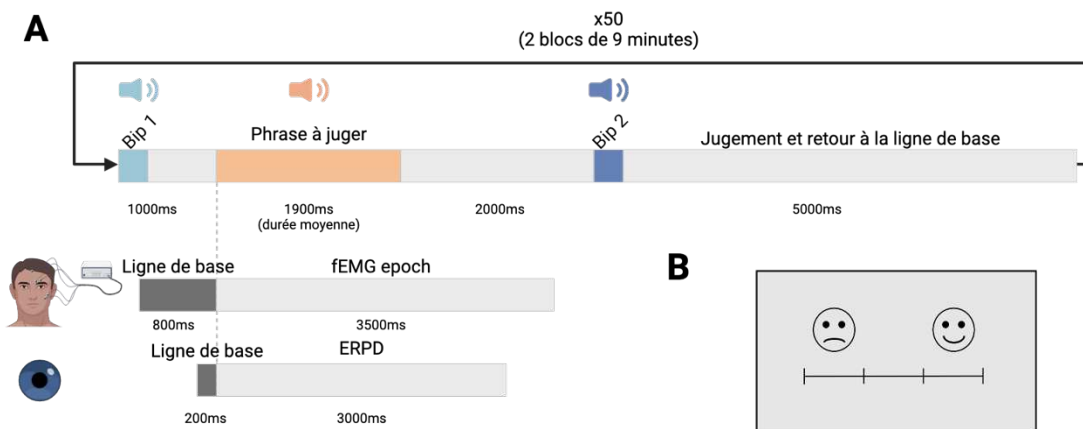 A
x50
(2 blocs de 9 minutes)
Bip 1
Phrase à juger
Bip 2
Jugement et retour à la ligne de base
1000ms
1900ms
(durée moyenne)
2000ms
5000ms
Ligne de base
fEMG epoch
800ms
3500ms
Ligne de base
ERPD
200ms
3000ms
B